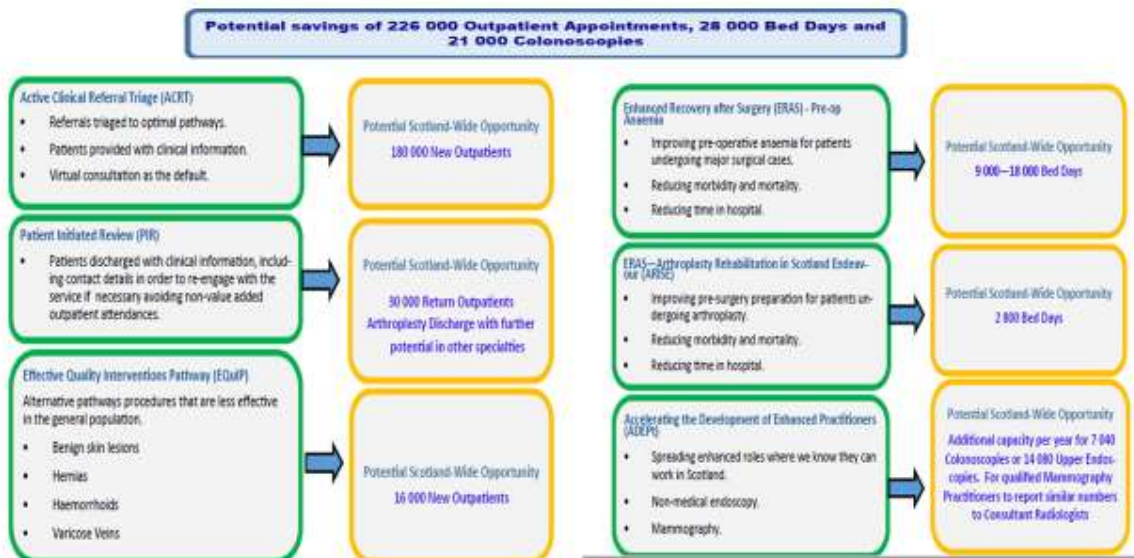 Potential savings of 226 000 Outpatient Appointments, 28 000 Bed Days and
21 000 Colonoscopies
Active Clinical Referral Triage (ACRT)
• Referrals triaged to optimal pathways.
• Patients provided with clinical information.
• Virtual consultation as the default.
Potential Scotland-Wide Opportunity
180 000 New Outpatients
Patient Initiated Review (PIR)
• Patients discharged with clinical information, includ-
ing contact details in order to re-engage with the
service if necessary avoiding non-value added
outpatient attendances.
Potential Scotland-Wide Opportunity
30 000 Return Outpatients
Arthroplasty Discharge with further
potential in other specialties
Effective Quality Interventions Pathway (EQuIP)
Alternative pathways procedures that are less effective
in the general population.
• Benign skin lesions
• Hernias
• Haemorrhoids
• Varicose Veins
Potential Scotland-Wide Opportunity
16 000 New Outpatients
Enhanced Recovery after Surgery (ERAS) - Pre-op
Anaemia
• Improving pre-operative anaemia for patients
undergoing major surgical cases.
• Reducing morbidity and mortality.
• Reducing time in hospital.
Potential Scotland-Wide Opportunity
9 000—18 000 Bed Days
ERAS—Arthroplasty Rehabilitation in Scotland Endeav-
our (ARISE)
• Improving pre-surgery preparation for patients un-
dergoing arthroplasty.
• Reducing morbidity and mortality.
• Reducing time in hospital.
Potential Scotland-Wide Opportunity
2 800 Bed Days
Accelerating the Development of Enhanced Practitioners
(ADEPt)
• Spreading enhanced roles where we know they can
work in Scotland.
• Non-medical endoscopy.
• Mammography.
Potential Scotland-Wide Opportunity
Additional capacity per year for 7 040
Colonoscopies or 14 080 Upper Endos-
copies. For qualified Mammography
Practitioners to report similar numbers
to Consultant Radiologists